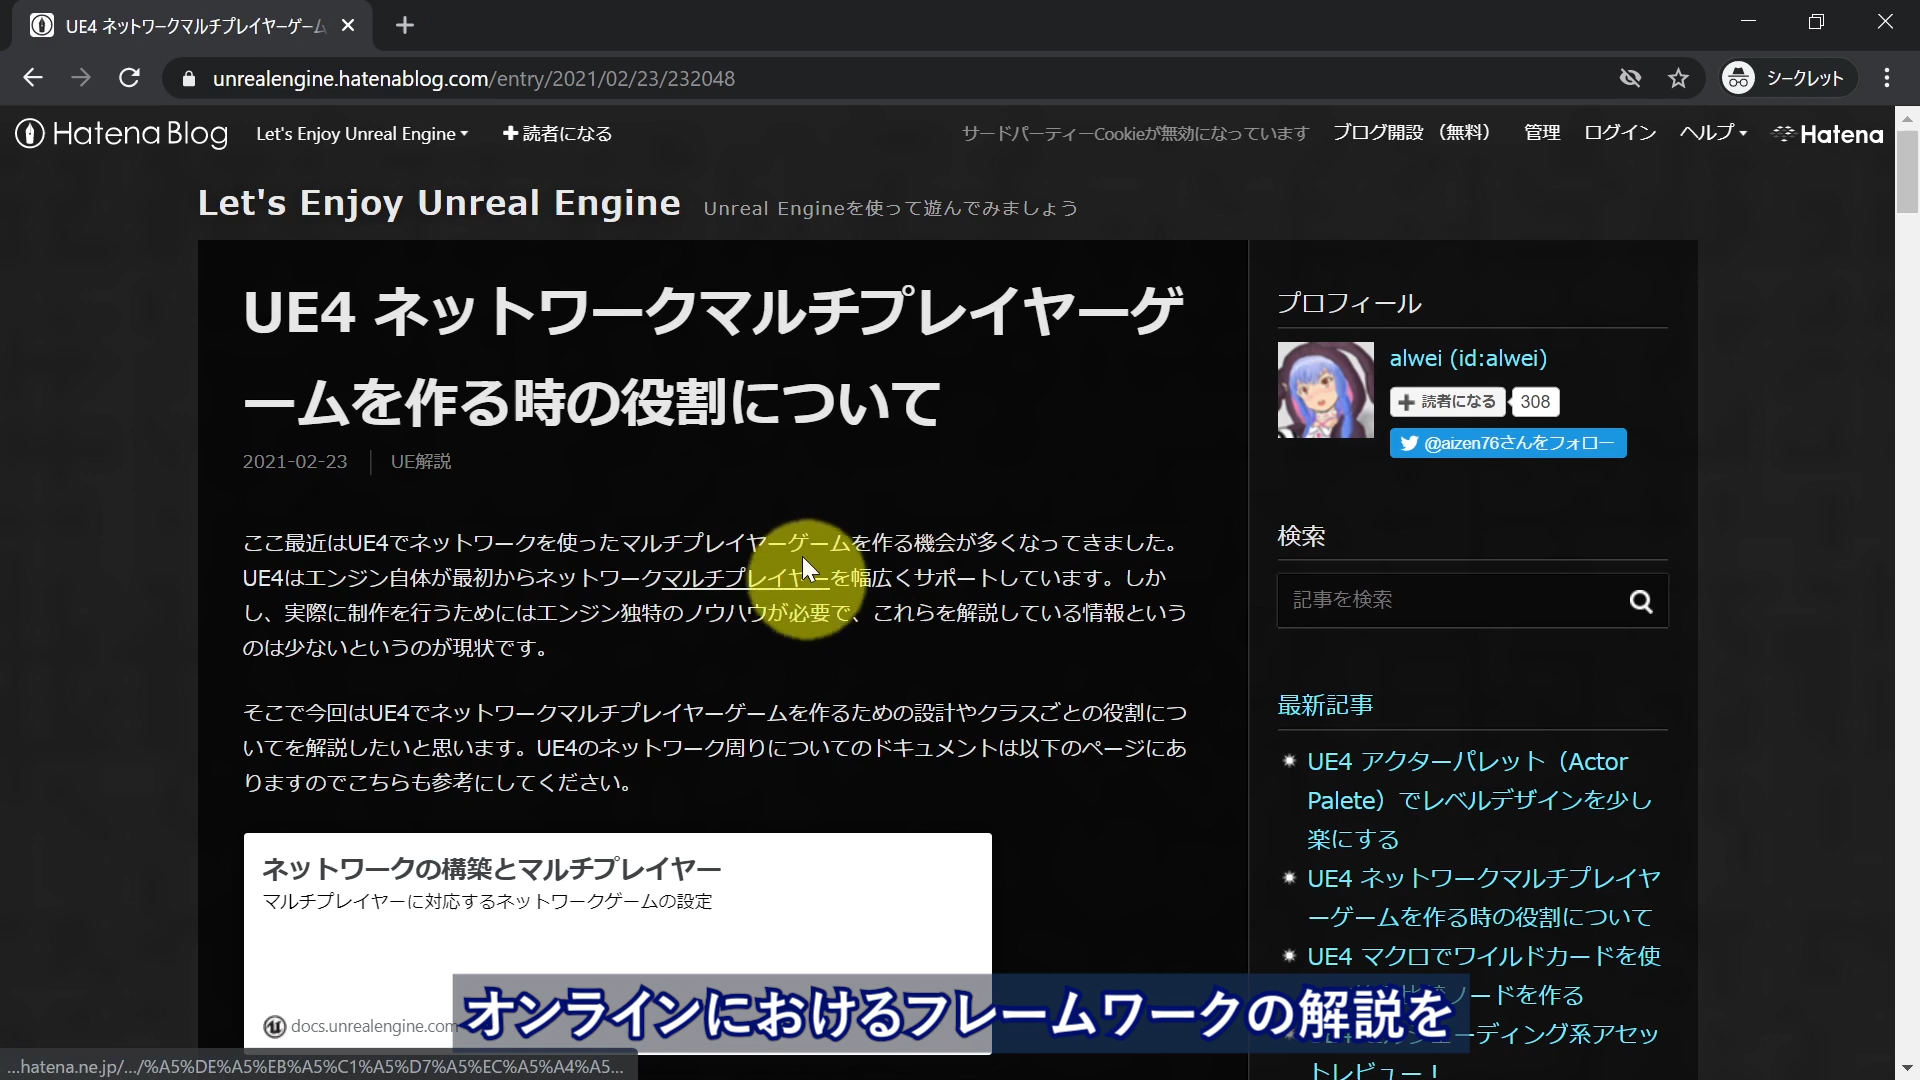 UE4 ネットワークマルチプレイヤーゲーム
unrealengine.hatenablog.com/entry/2021/02/23/232048
シークレット
Hatena Blog
Let's Enjoy Unreal Engine
読者になる
サードパーティーCookieが無効になっています
ブログ開設 （無料）
管理
ログイン
ヘルプ
Hatena
Let's Enjoy Unreal Engine
Unreal Engineを使って遊んでみましょう
UE4 ネットワークマルチプレイヤーゲ
ームを作る時の役割について
2021-02-23
UE解説
ここ最近はUE4でネットワークを使ったマルチプレイヤーゲームを作る機会が多くなってきました。
UE4はエンジン自体が最初からネットワークマルチプレイヤーを幅広くサポートしています。しか
し、実際に制作を行うためにはエンジン独特のノウハウが必要で、これらを解説している情報という
のは少ないというのが現状です。
そこで今回はUE4でネットワークマルチプレイヤーゲームを作るための設計やクラスごとの役割につ
いてを解説したいと思います。UE4のネットワーク周りについてのドキュメントは以下のページにあ
りますのでこちらも参考にしてください。
ネットワークの構築とマルチプレイヤー
マルチプレイヤーに対応するネットワークゲームの設定
docs.unrealengine.com
プロフィール
alwei (id:alwei)
読者になる
308
@aizen76さんをフォロー
検索
記事を検索
最新記事
UE4 アクターパレット（Actor
Palete）でレベルデザインを少し
楽にする
UE4 ネットワークマルチプレイヤ
ーゲームを作る時の役割について
UE4 マクロでワイルドカードを使
ノードを作る
ーディング系アセッ
トレビュー！
オンラインにおけるフレームワークの解説を
...hatena.ne.jp/.../%A5%DE%A5%EB%A5%C1%A5%D7%A5%EC%A5%A4%A5...